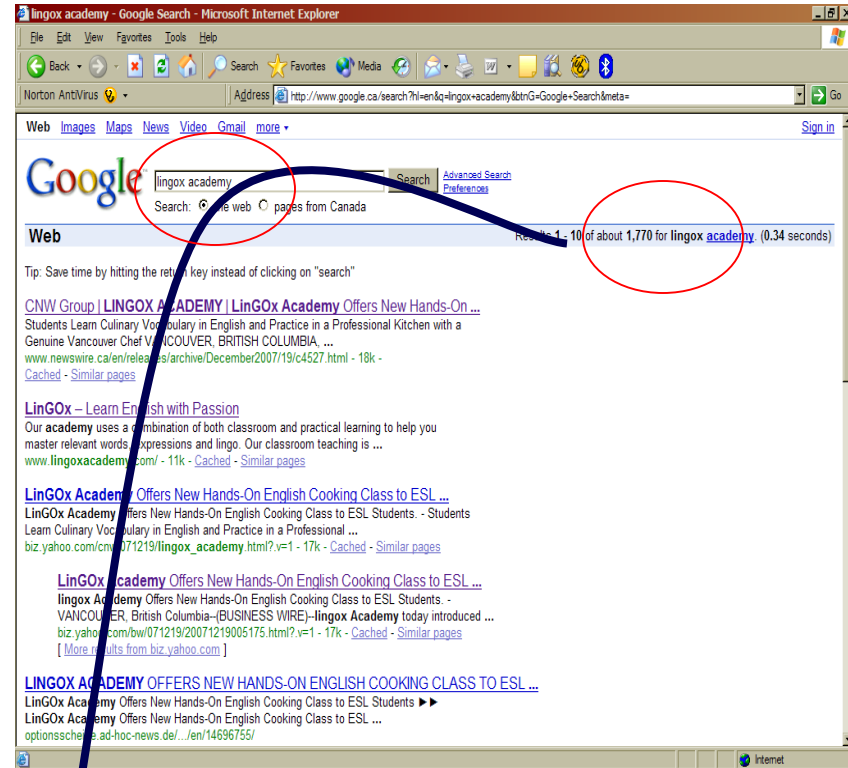 lingox academy - Google Search - Microsoft Internet Explorer
File Edit View Favorites Tools Help
Back Search Favorites Media
Norton AntiVirus Address http://www.google.ca/search?hl=en&q=lingox+academy&btnG=Google+Search&meta= Go
Web Images Maps News Video Gmail more Sign in
Google lingox academy Search Advanced Search
Preferences
Search: the web pages from Canada
Web Results 1 - 10 of about 1,770 for lingox academy. (0.34 seconds)
Tip: Save time by hitting the return key instead of clicking on "search"
CNW Group | LINGOX ACADEMY | LinGOx Academy Offers New Hands-On ...
Students Learn Culinary Vocabulary in English and Practice in a Professional Kitchen with a
Genuine Vancouver Chef VANCOUVER, BRITISH COLUMBIA, ...
www.newswire.ca/en/releases/archive/December2007/19/c4527.html - 18k -
Cached - Similar pages
LinGOx – Learn English with Passion
Our academy uses a combination of both classroom and practical learning to help you
master relevant words, expressions and lingo. Our classroom teaching is ...
www.lingoxacademy.com/ - 11k - Cached - Similar pages
LinGOx Academy Offers New Hands-On English Cooking Class to ESL ...
LinGOx Academy Offers New Hands-On English Cooking Class to ESL Students. - Students
Learn Culinary Vocabulary in English and Practice in a Professional ...
biz.yahoo.com/cnw/071219/lingox_academy.html?.v=1 - 17k - Cached - Similar pages
LinGOx Academy Offers New Hands-On English Cooking Class to ESL ...
lingox Academy Offers New Hands-On English Cooking Class to ESL Students. -
VANCOUVER, British Columbia--(BUSINESS WIRE)--lingox Academy today introduced ...
biz.yahoo.com/bw/071219/20071219005175.html?.v=1 - 17k - Cached - Similar pages
[ More results from biz.yahoo.com ]
LINGOX ACADEMY OFFERS NEW HANDS-ON ENGLISH COOKING CLASS TO ESL ...
LinGOx Academy Offers New Hands-On English Cooking Class to ESL Students ►►
LinGOx Academy Offers New Hands-On English Cooking Class to ESL ...
optionsscheine.ad-hoc-news.de/.../en/14696755/
Internet